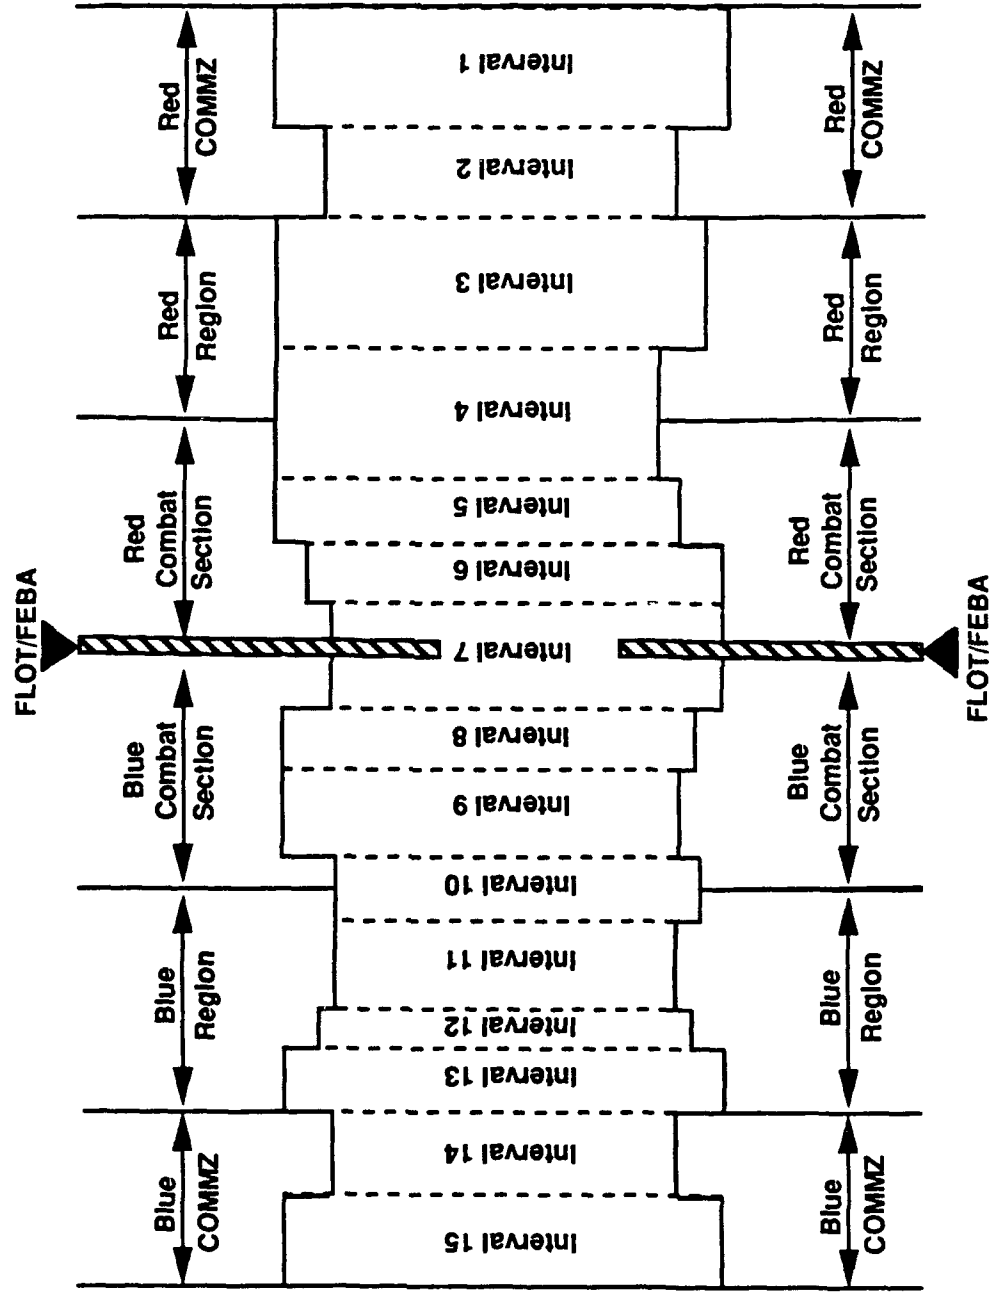 FLOT/FEBA
Red
COMMZ
Red
Region
Red
Combat
Section
Blue
Combat
Section
Blue
Region
Blue
COMMZ
Interval 1
Interval 2
Interval 3
Interval 4
Interval 5
Interval 6
Interval 7
Interval 8
Interval 9
Interval 10
Interval 11
Interval 12
Interval 13
Interval 14
Interval 15
Red
COMMZ
Red
Region
Red
Combat
Section
Blue
Combat
Section
Blue
Region
Blue
COMMZ
FLOT/FEBA